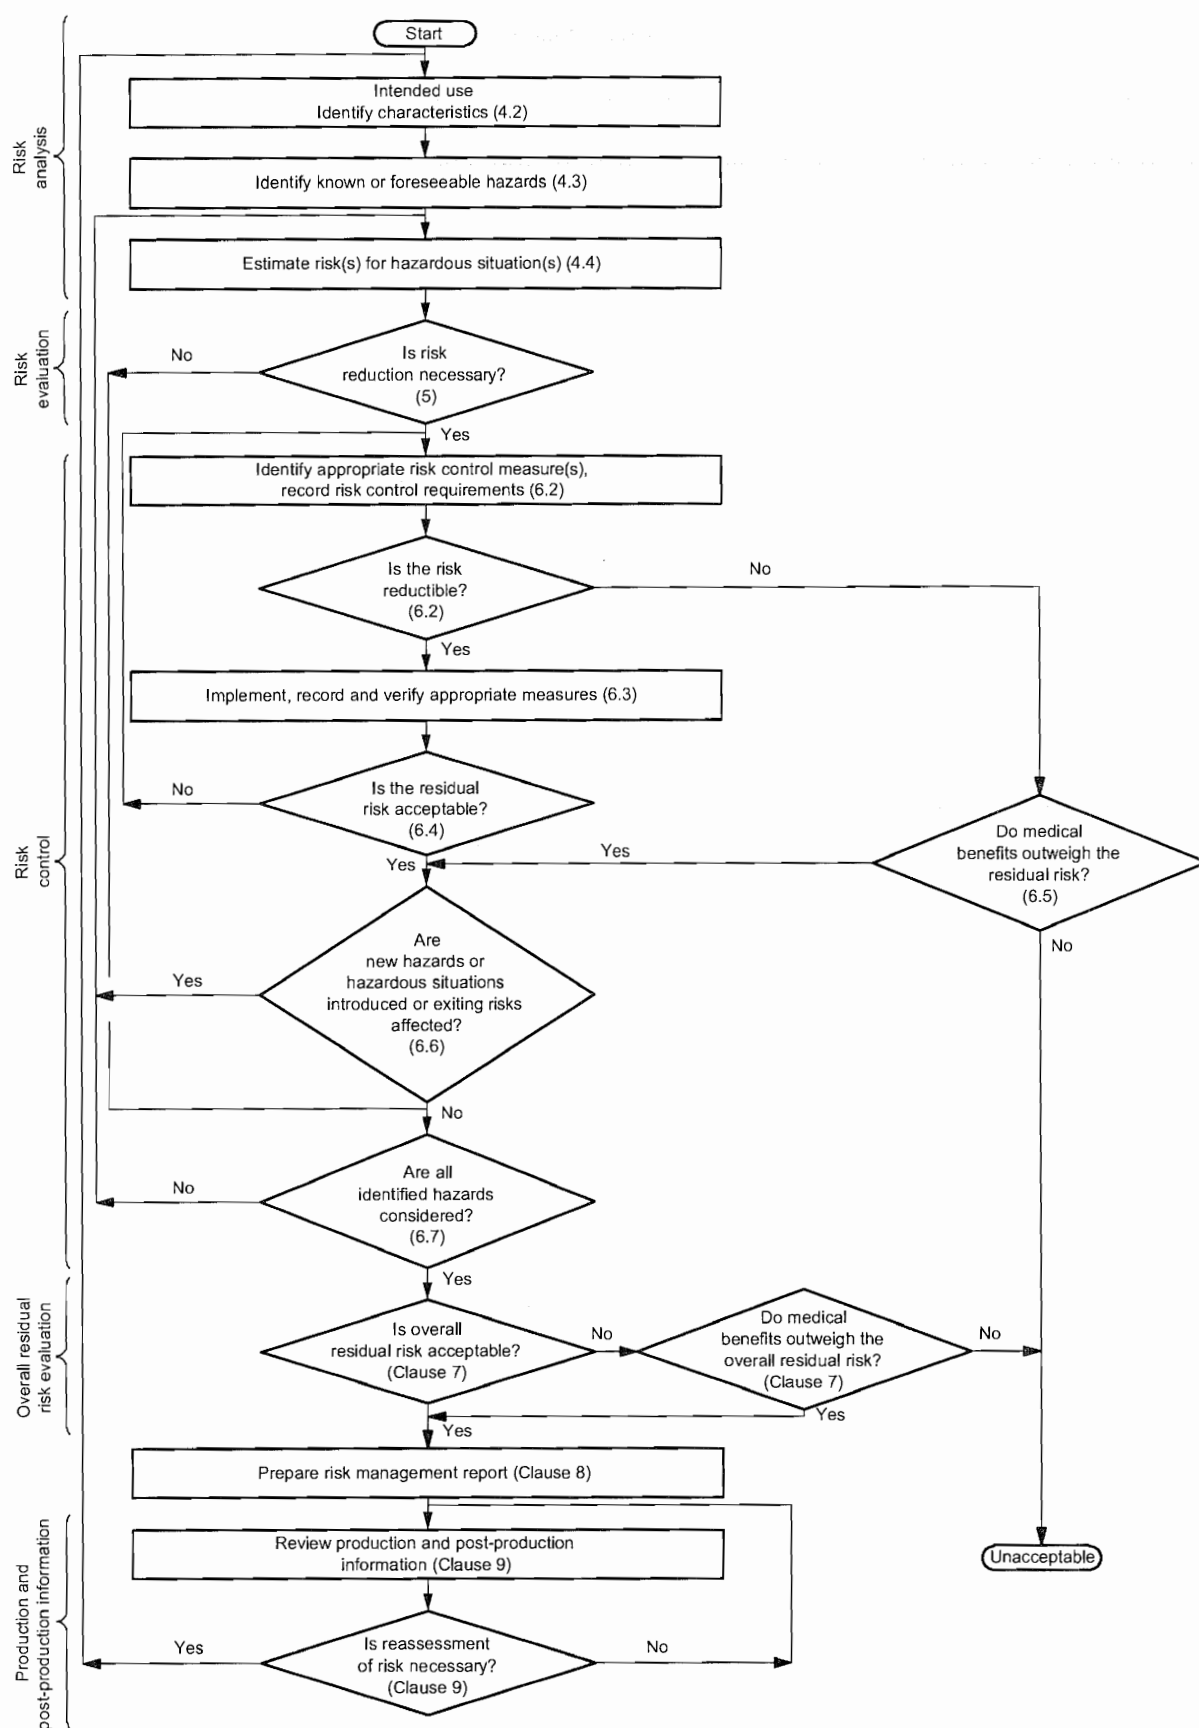 Start
Intended use
Identify characteristics (4.2)
Risk
analysis
Identify known or foreseeable hazards (4.3)
Estimate risk(s) for hazardous situation(s) (4.4)
Risk
evaluation
No
Is risk
reduction necessary?
(5)
Yes
Identify appropriate risk control measure(s),
record risk control requirements (6.2)
Is the risk
reductible?
(6.2)
No
Yes
Implement, record and verify appropriate measures (6.3)
No
Is the residual
risk acceptable?
(6.4)
Risk
control
Yes
Yes
Do medical
benefits outweigh the
residual risk?
(6.5)
No
Are
new hazards or
hazardous situations
introduced or exiting risks
affected?
(6.6)
Yes
No
Are all
identified hazards
considered?
(6.7)
No
Yes
Overall residual
risk evaluation
Is overall
residual risk acceptable?
(Clause 7)
No
Do medical
benefits outweigh the
overall residual risk?
(Clause 7)
No
Yes
Yes
Prepare risk management report (Clause 8)
Production and
post-production information
Review production and post-production
information (Clause 9)
Unacceptable
Yes
Is reassessment
of risk necessary?
(Clause 9)
No